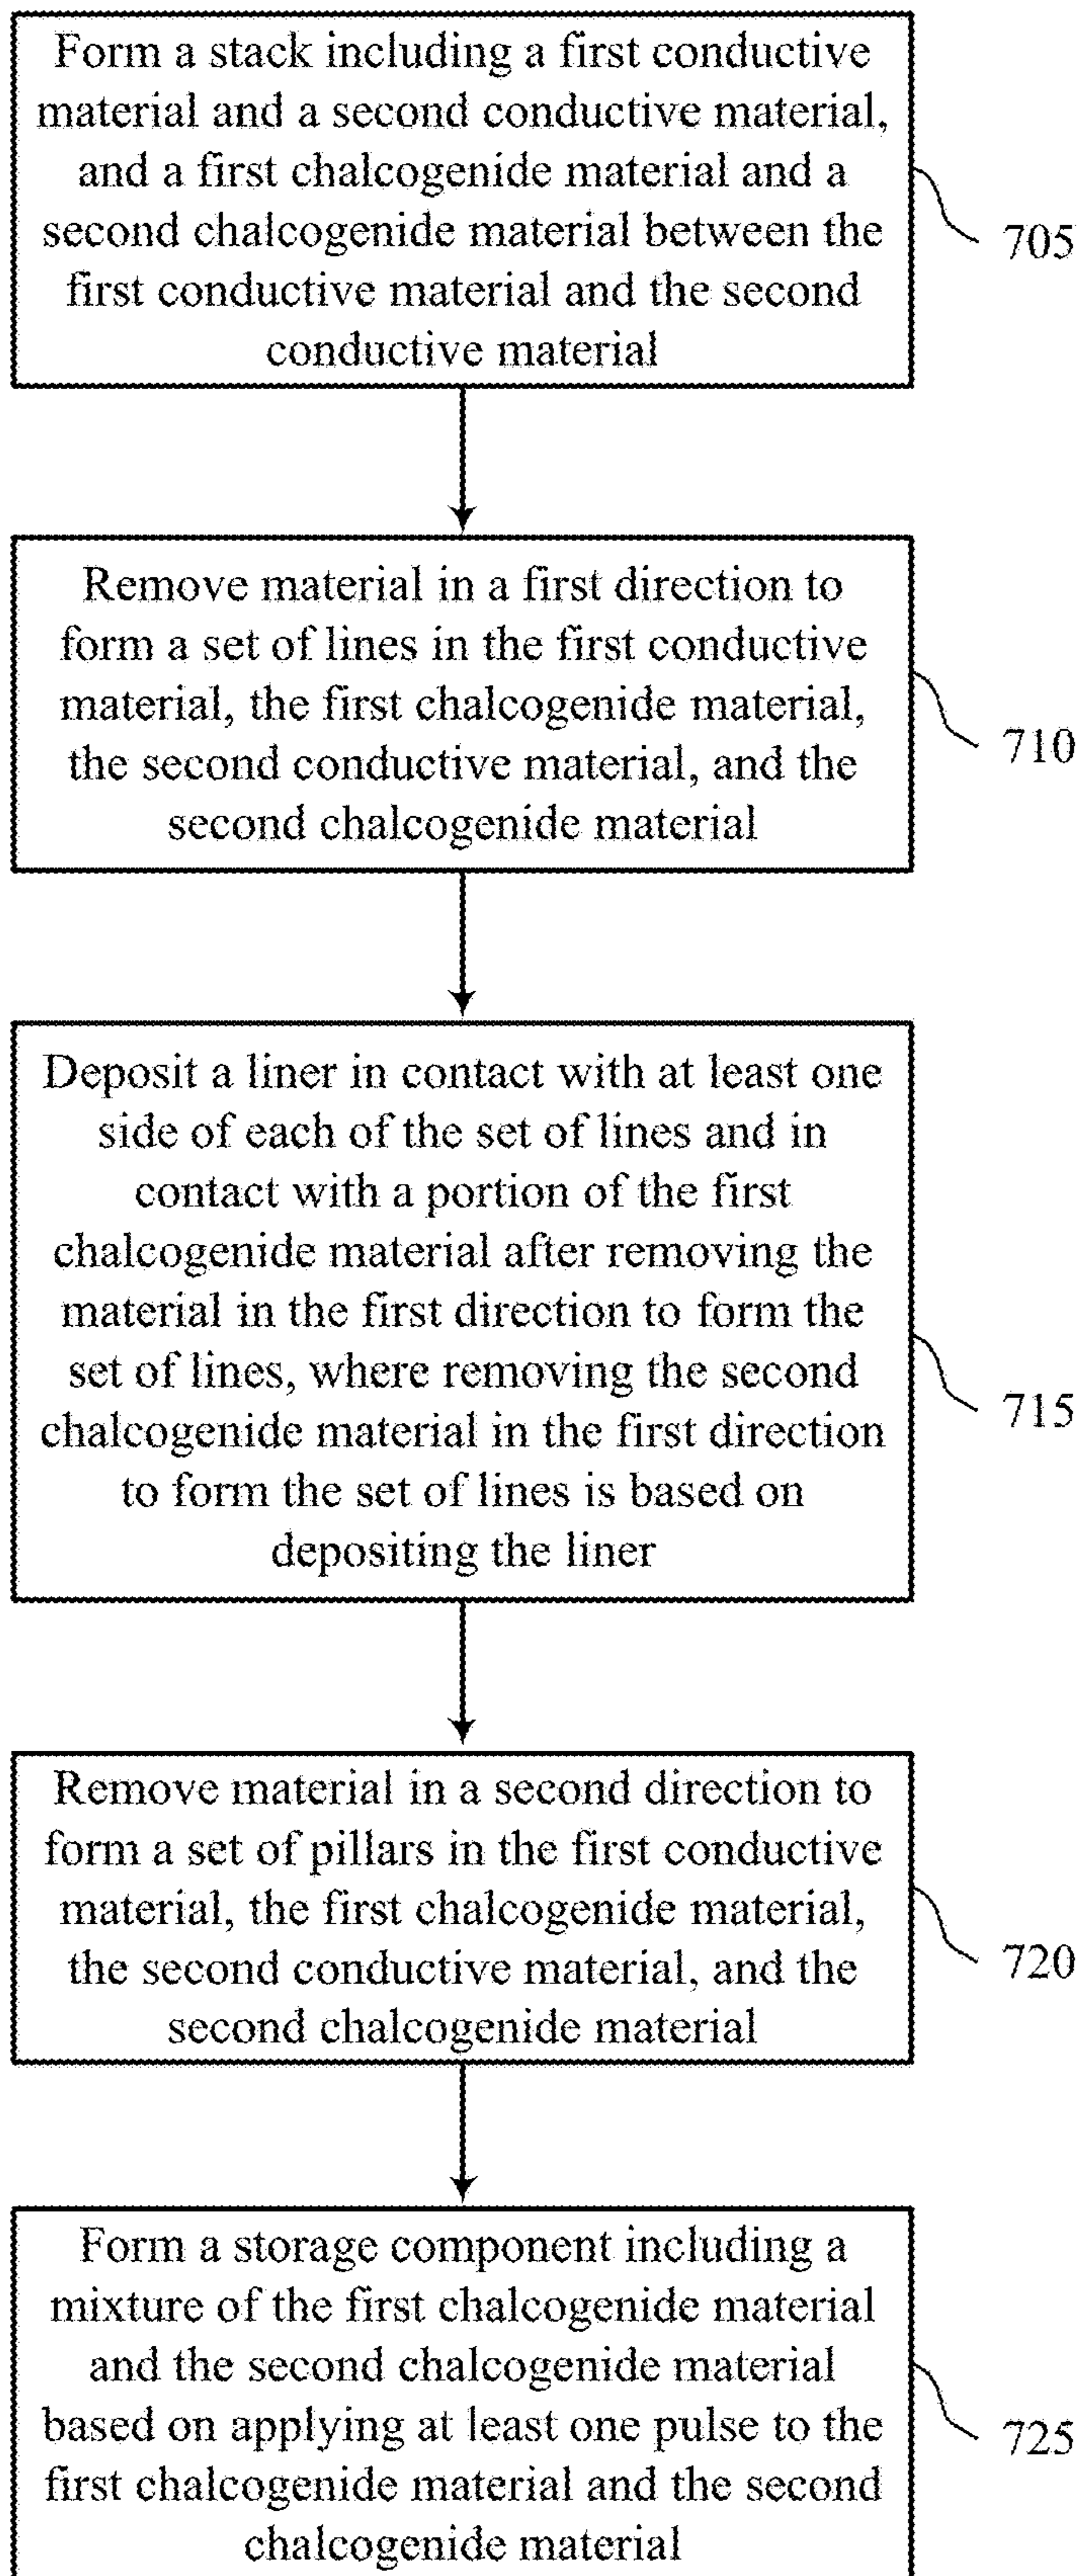 Form a stack including a first conductive
material and a second conductive material,
and a first chalcogenide material and a
second chalcogenide material between the
first conductive material and the second
conductive material
705
Remove material in a first direction to
form a set of lines in the first conductive
material, the first chalcogenide material,
the second conductive material, and the
second chalcogenide material
710
Deposit a liner in contact with at least one
side of each of the set of lines and in
contact with a portion of the first
chalcogenide material after removing the
material in the first direction to form the
set of lines, where removing the second
chalcogenide material in the first direction
to form the set of lines is based on
depositing the liner
715
Remove material in a second direction to
form a set of pillars in the first conductive
material, the first chalcogenide material,
the second conductive material, and the
second chalcogenide material
720
Form a storage component including a
mixture of the first chalcogenide material
and the second chalcogenide material
based on applying at least one pulse to the
first chalcogenide material and the second
chalcogenide material
725